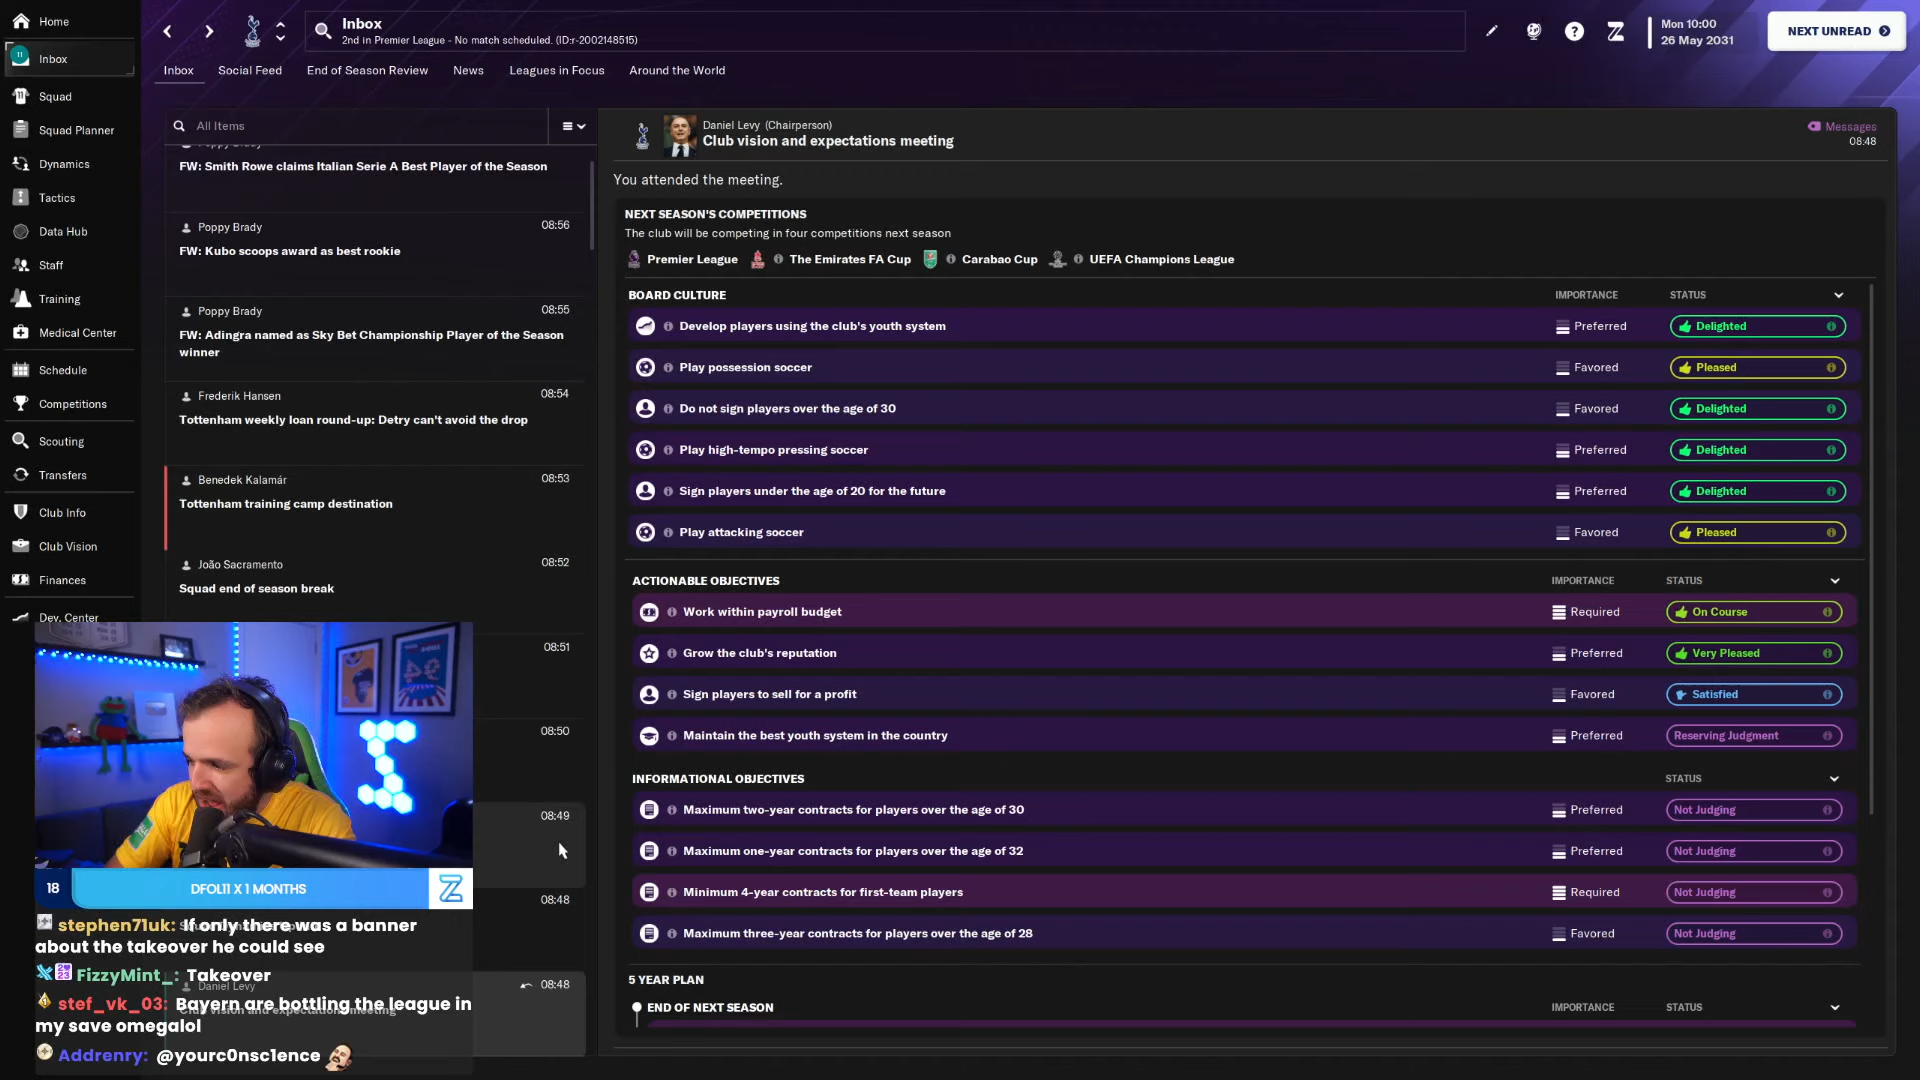 Home
Inbox
Squad
Squad Planner
Dynamics
Tactics
Data Hub
Staff
Training
Medical Center
Schedule
Competitions
Scouting
Transfers
Club Info
Club Vision
Finances
Dev. Center
Inbox
2nd in Premier League - No match scheduled. (ID:r-2002148515)
Mon 10:00
26 May 2031
NEXT UNREAD
Inbox
Social Feed
End of Season Review
News
Leagues in Focus
Around the World
All Items
Poppy Brady
FW: Smith Rowe claims Italian Serie A Best Player of the Season
Poppy Brady 08:56
FW: Kubo scoops award as best rookie
Poppy Brady 08:55
FW: Adingra named as Sky Bet Championship Player of the Season
winner
Frederik Hansen 08:54
Tottenham weekly loan round-up: Detry can't avoid the drop
Benedek Kalamár 08:53
Tottenham training camp destination
João Sacramento 08:52
Squad end of season break
08:51
08:50
08:49
08:48
Daniel Levy 08:48
Club vision and expectations meeting
18
DFOL11 X 1 MONTHS
stephen71uk: If only there was a banner
about the takeover he could see
FizzyMint_: Takeover
stef_vk_03: Bayern are bottling the league in
my save omegalol
Addrenry: @yourc0nsc1ence
Daniel Levy (Chairperson)
Club vision and expectations meeting
Messages
08:48
You attended the meeting.
NEXT SEASON'S COMPETITIONS
The club will be competing in four competitions next season
Premier League
The Emirates FA Cup
Carabao Cup
UEFA Champions League
BOARD CULTURE IMPORTANCE STATUS
Develop players using the club's youth system Preferred Delighted
Play possession soccer Favored Pleased
Do not sign players over the age of 30 Favored Delighted
Play high-tempo pressing soccer Preferred Delighted
Sign players under the age of 20 for the future Preferred Delighted
Play attacking soccer Favored Pleased
ACTIONABLE OBJECTIVES IMPORTANCE STATUS
Work within payroll budget Required On Course
Grow the club's reputation Preferred Very Pleased
Sign players to sell for a profit Favored Satisfied
Maintain the best youth system in the country Preferred Reserving Judgment
INFORMATIONAL OBJECTIVES STATUS
Maximum two-year contracts for players over the age of 30 Preferred Not Judging
Maximum one-year contracts for players over the age of 32 Preferred Not Judging
Minimum 4-year contracts for first-team players Required Not Judging
Maximum three-year contracts for players over the age of 28 Favored Not Judging
5 YEAR PLAN
END OF NEXT SEASON IMPORTANCE STATUS